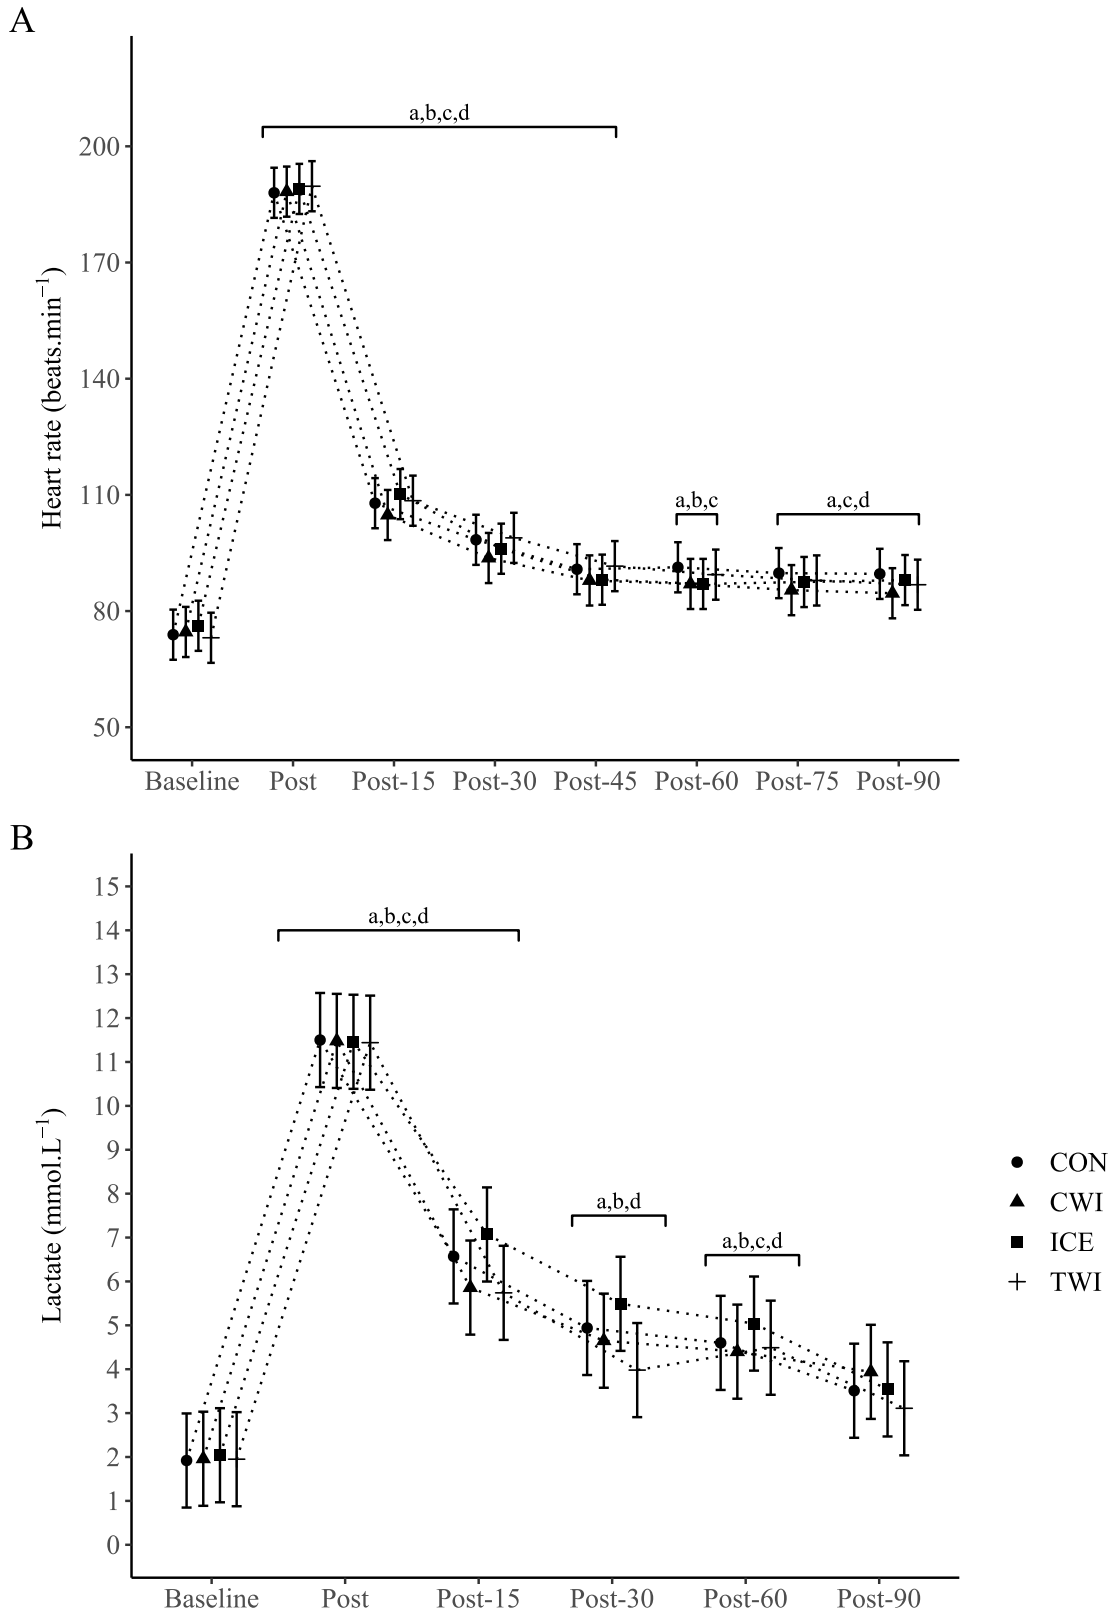 A
a,b,c,d
200
170
140
110
80
50
Heart rate (beats.min⁻¹)
a,b,c
a,c,d
Baseline Post Post-15 Post-30 Post-45 Post-60 Post-75 Post-90
B
a,b,c,d
15
14
13
12
11
10
9
8
7
6
5
4
3
2
1
0
Lactate (mmol.L⁻¹)
a,b,d
a,b,c,d
Baseline Post Post-15 Post-30 Post-60 Post-90
CON
CWI
ICE
TWI